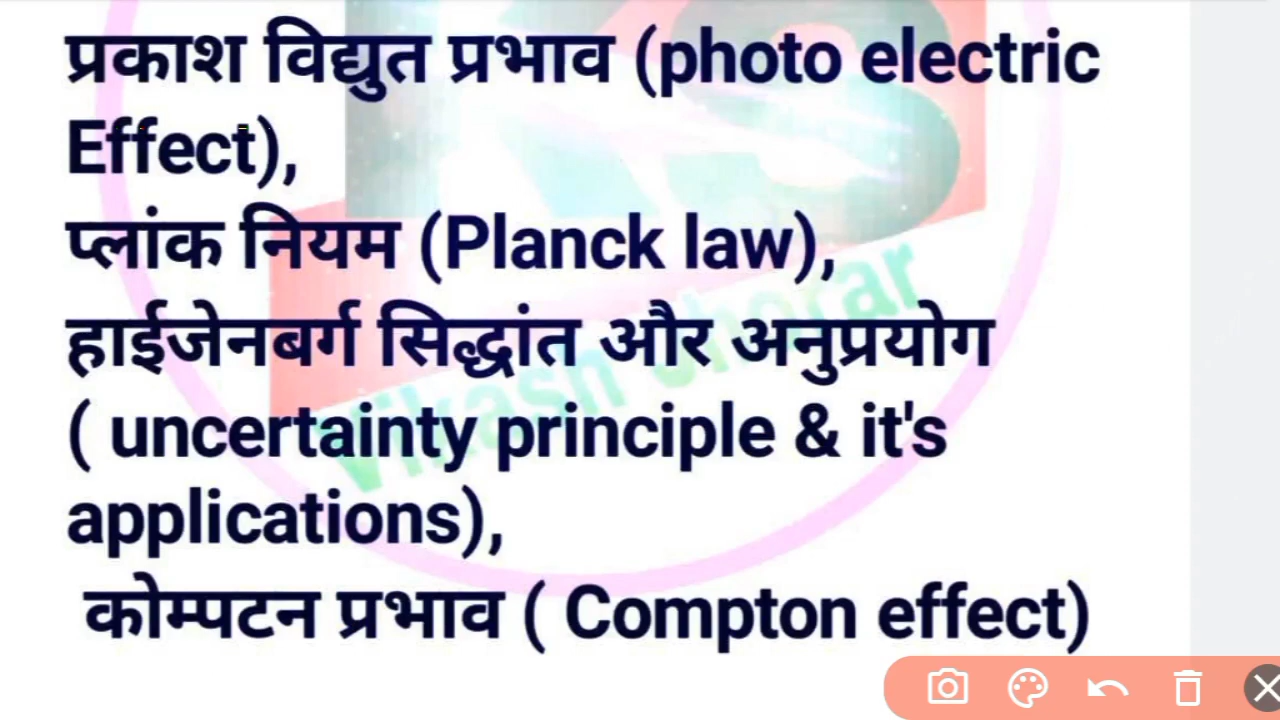 प्रकाश विद्युत प्रभाव (photo electric
Effect),
प्लांक नियम (Planck law),
हाईजेनबर्ग सिद्धांत और अनुप्रयोग
( uncertainty principle & it's
applications),
कोम्पटन प्रभाव ( Compton effect)